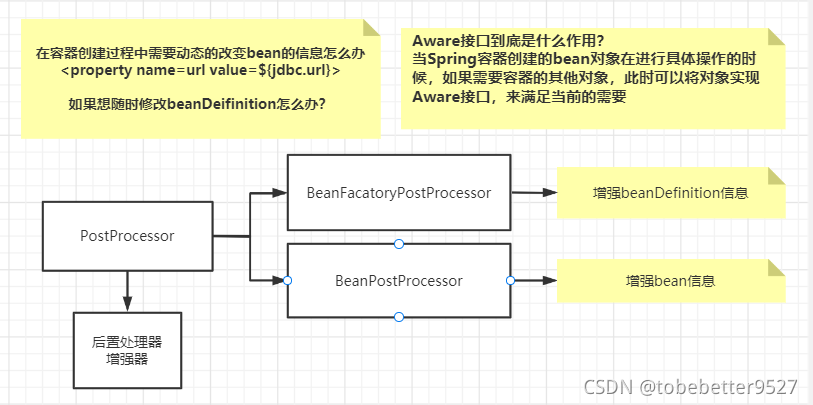 在容器创建过程中需要动态的改变bean的信息怎么办
<property name=url value=${jdbc.url}>
如果想随时修改beanDeifinition怎么办?
Aware接口到底是什么作用?
当Spring容器创建的bean对象在进行具体操作的时
候，如果需要容器的其他对象，此时可以将对象实现
Aware接口，来满足当前的需要
PostProcessor
BeanFacatoryPostProcessor
增强beanDefinition信息
BeanPostProcessor
增强bean信息
后置处理器
增强器
CSDN @tobebetter9527